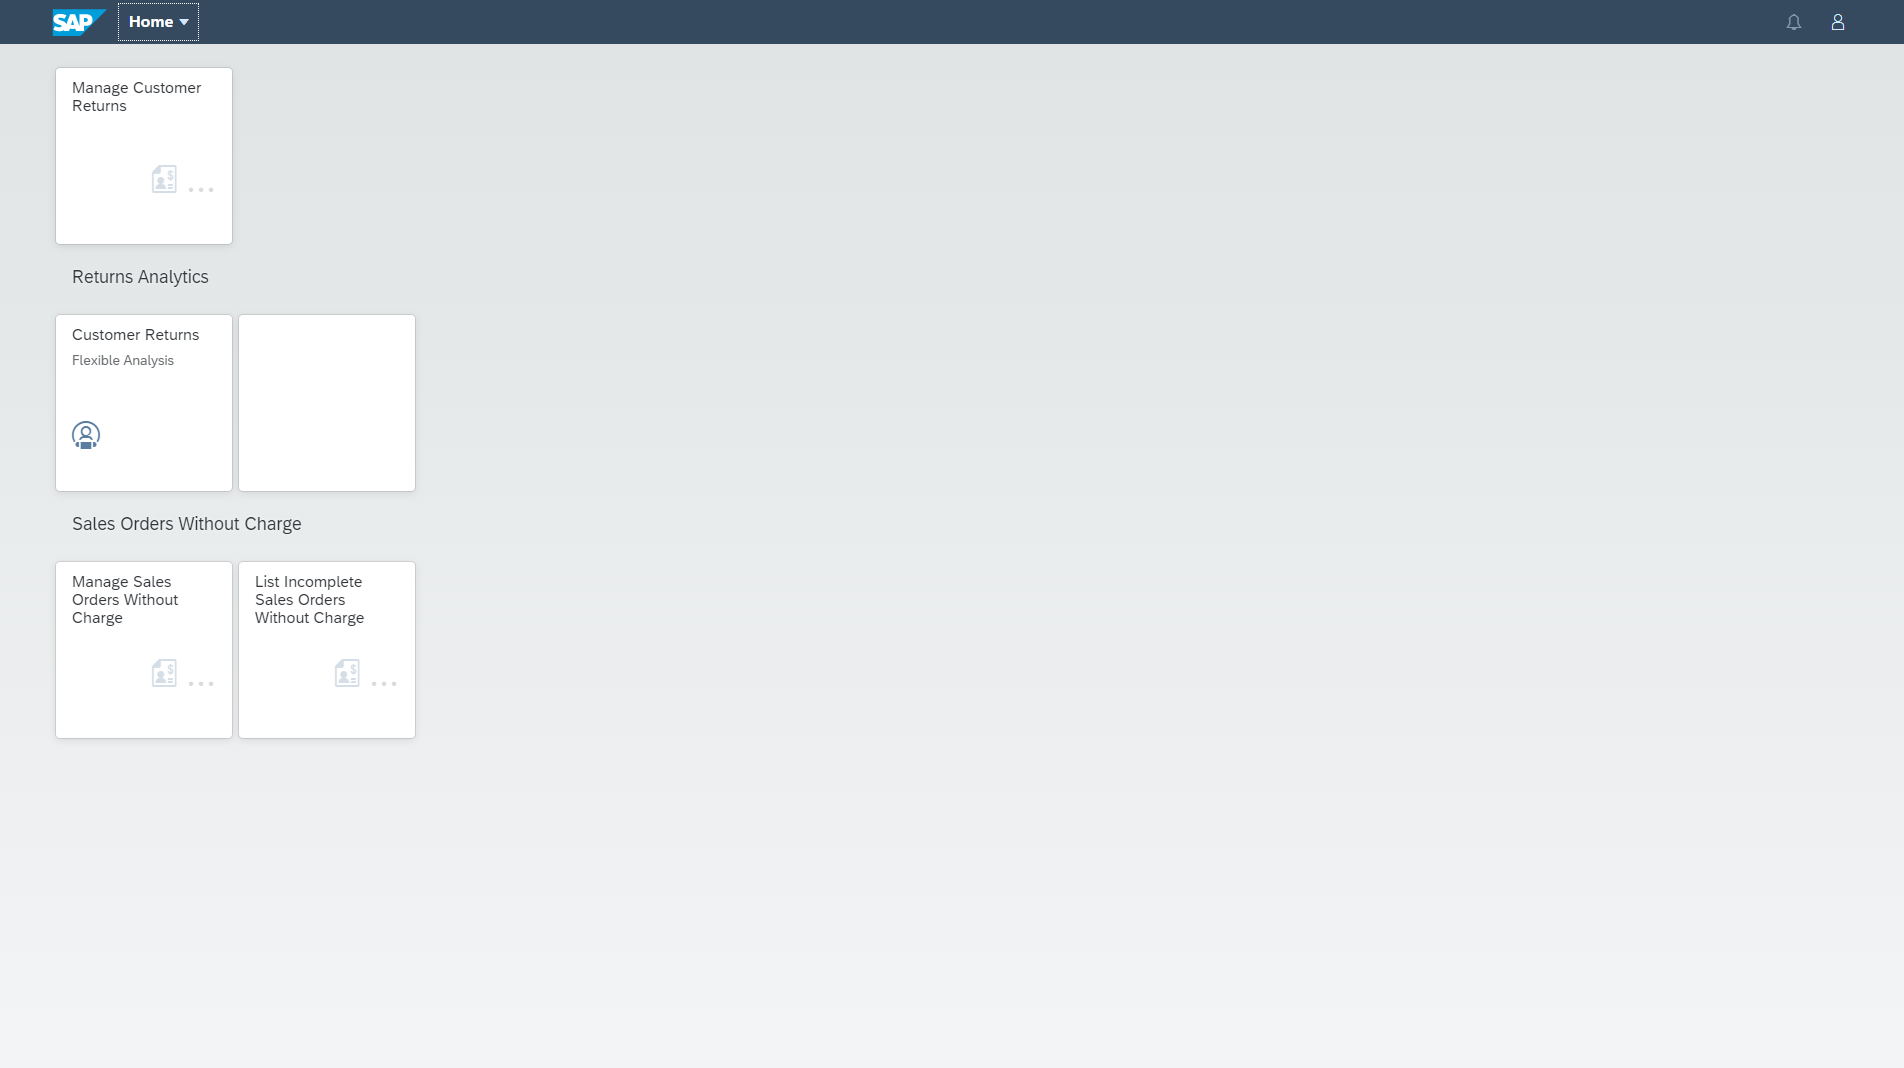 SAP Home
Manage Customer
Returns
$
Returns Analytics
Customer Returns
Flexible Analysis
Sales Orders Without Charge
Manage Sales
Orders Without
Charge
$
List Incomplete
Sales Orders
Without Charge
$